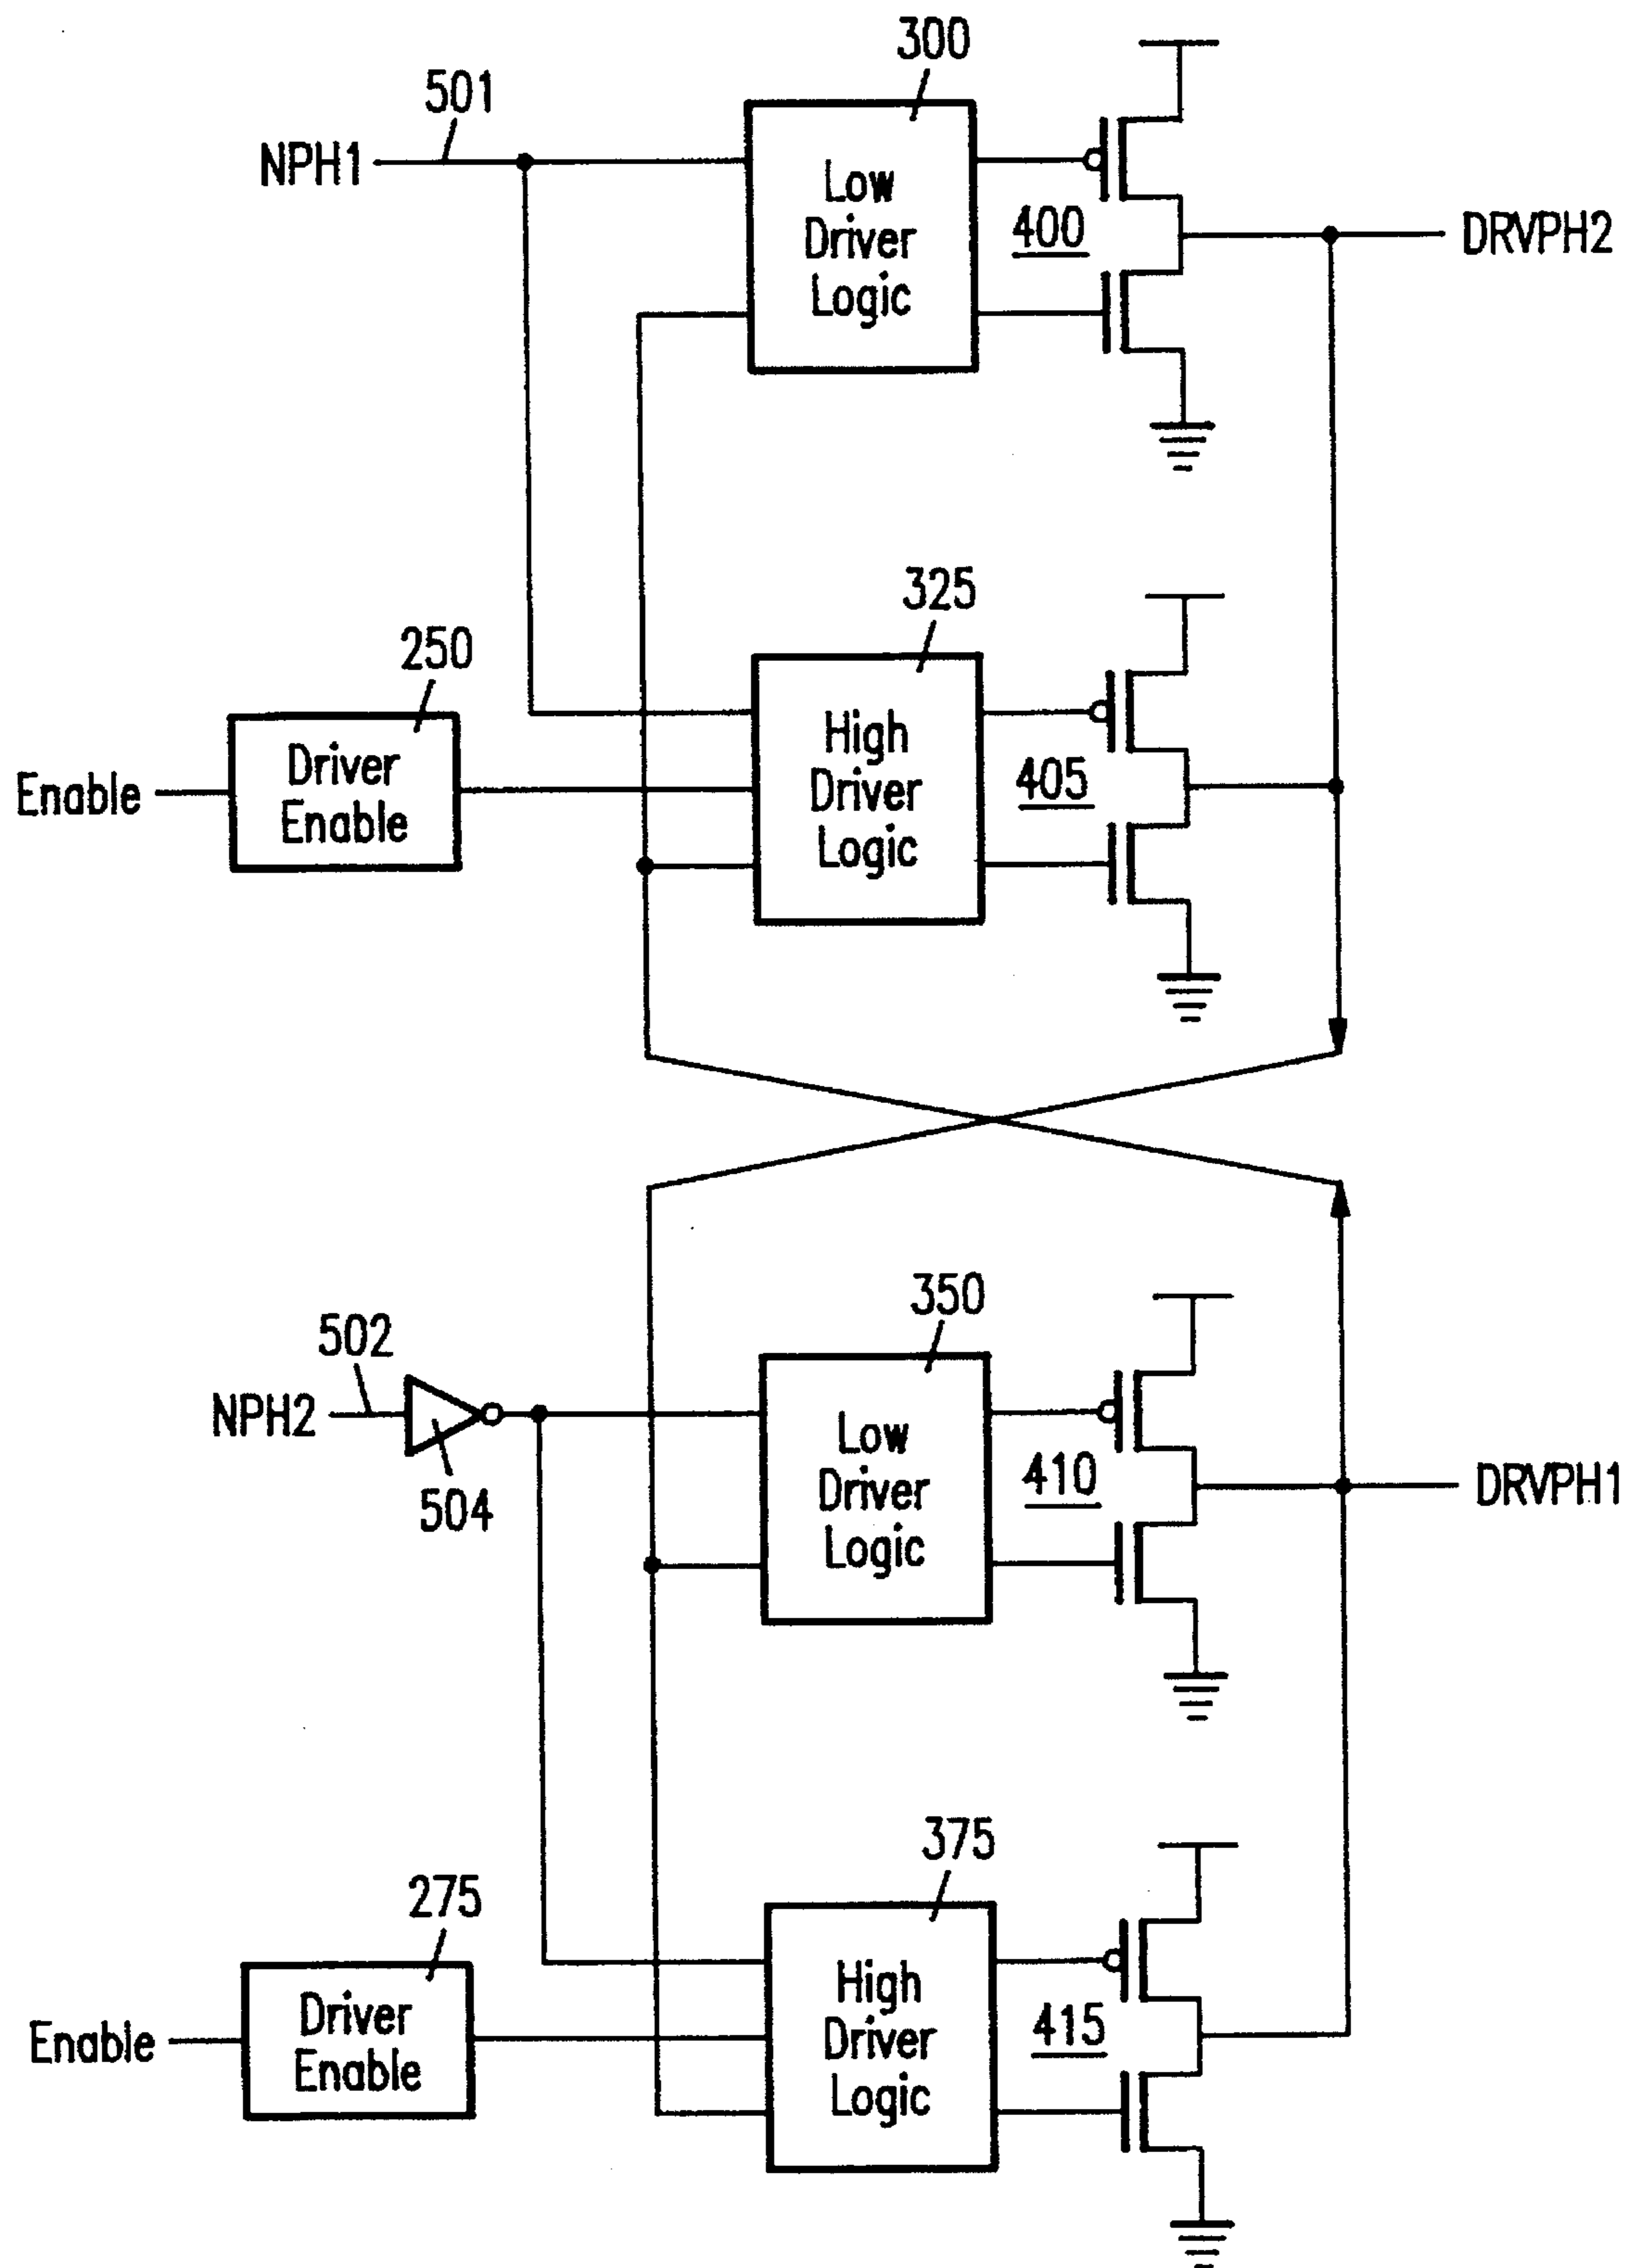 300
501
NPH1
Low
Driver
Logic
400
DRVPH2
325
250
Driver
Enable
Enable
High
Driver
Logic
405
350
502
NPH2
504
Low
Driver
Logic
410
DRVPH1
375
275
Driver
Enable
Enable
High
Driver
Logic
415